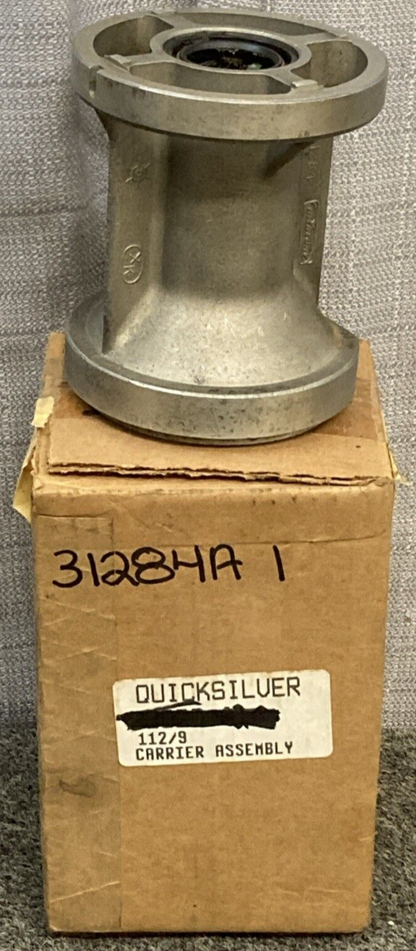 31284A 1
QUICKSILVER
112/9
CARRIER ASSEMBLY